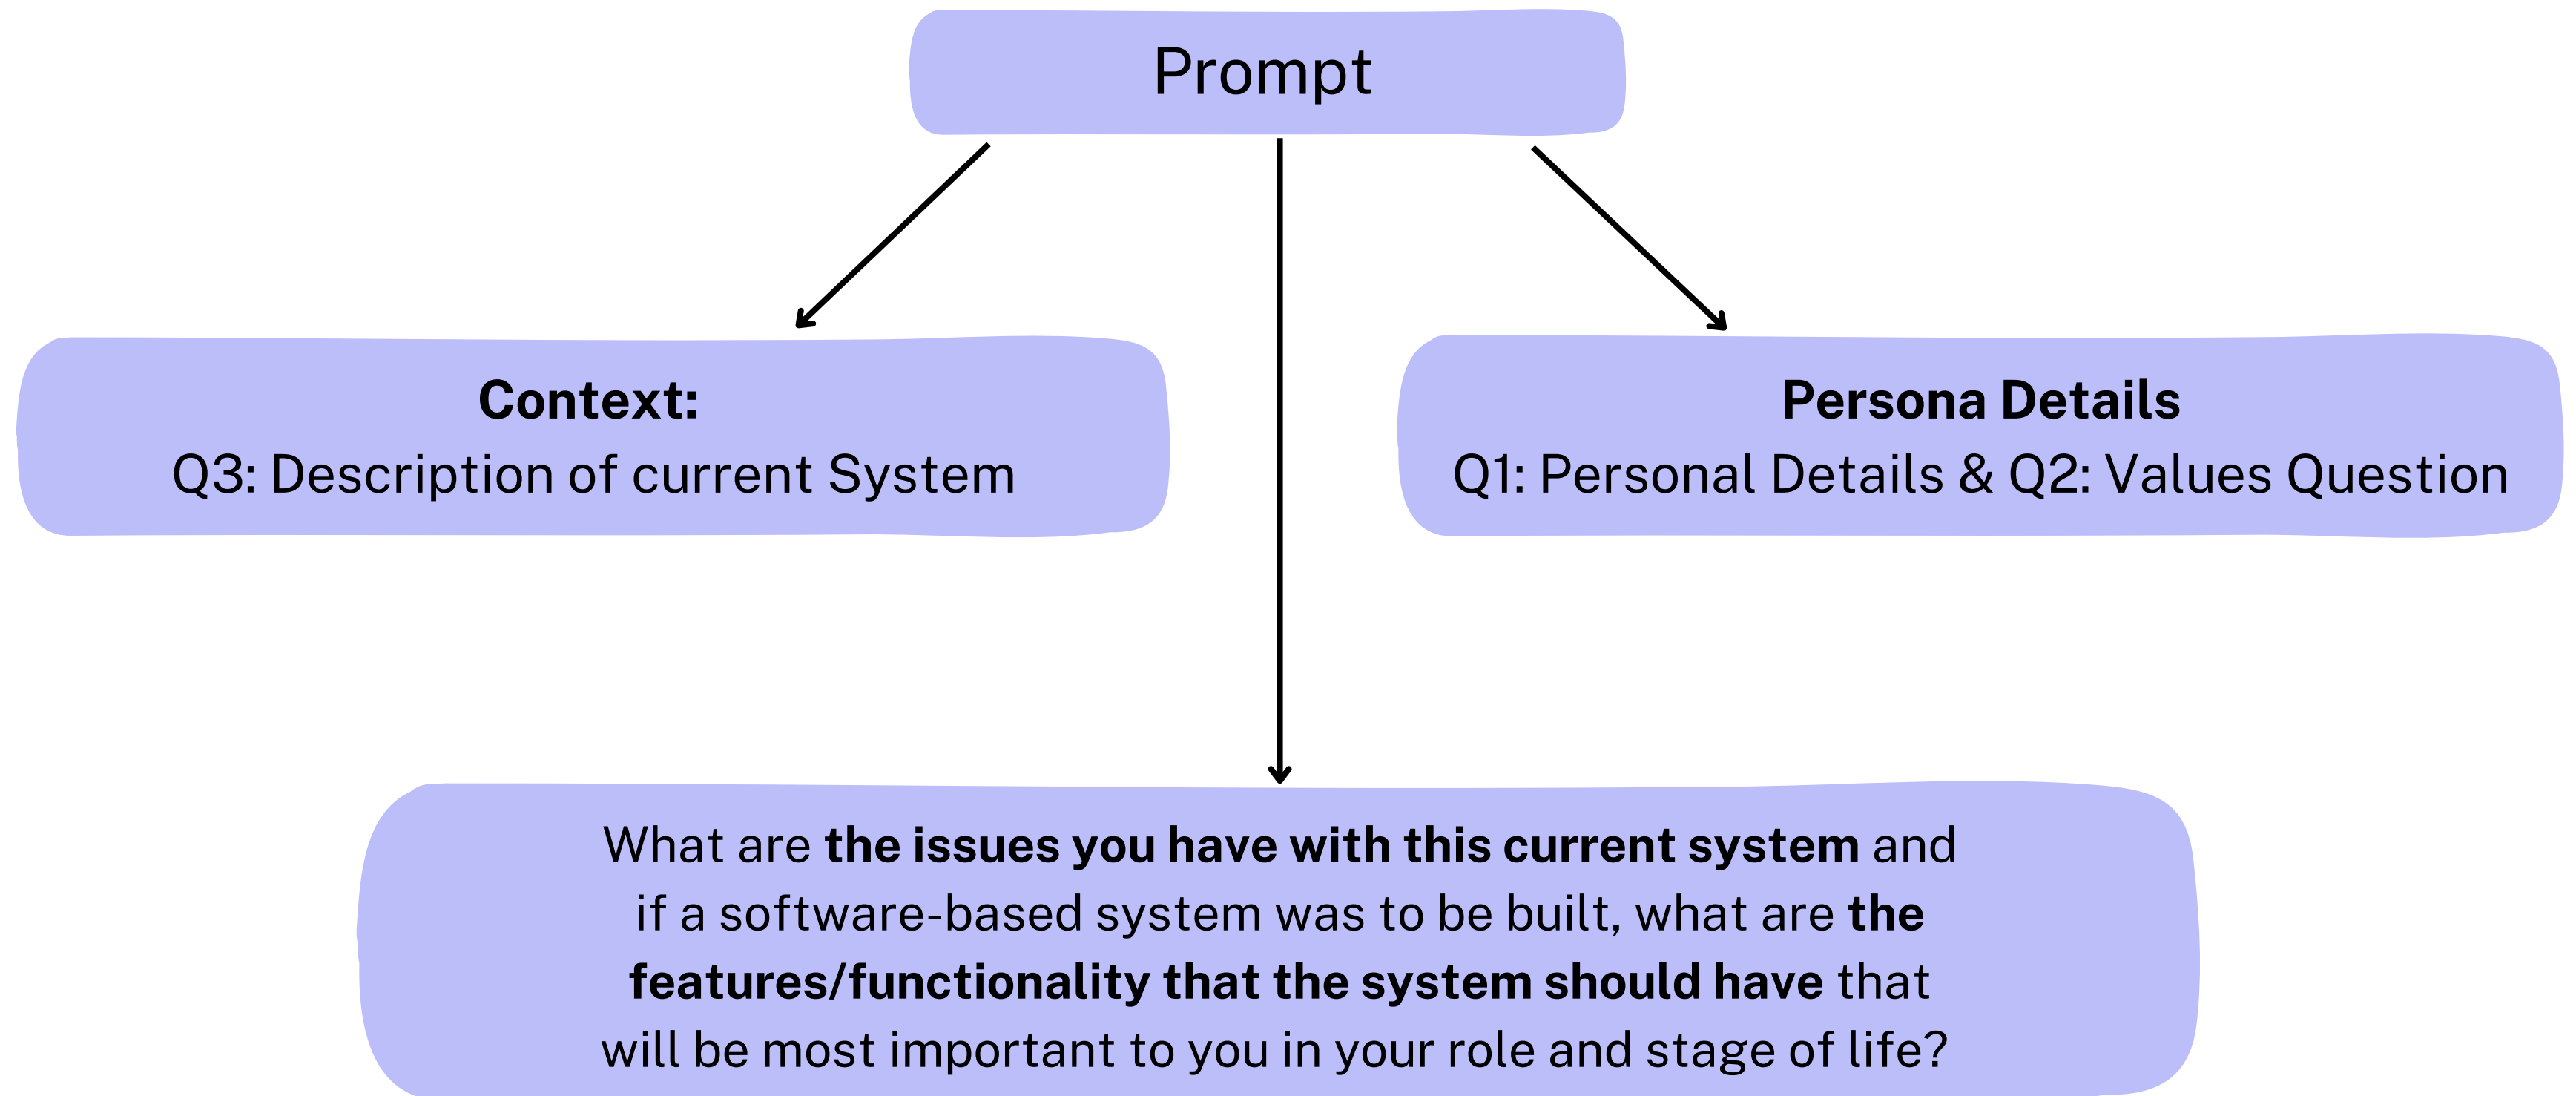 Prompt
Context:
Q3: Description of current System
Persona Details
Q1: Personal Details & Q2: Values Question
What are the issues you have with this current system and
if a software-based system was to be built, what are the
features/functionality that the system should have that
will be most important to you in your role and stage of life?